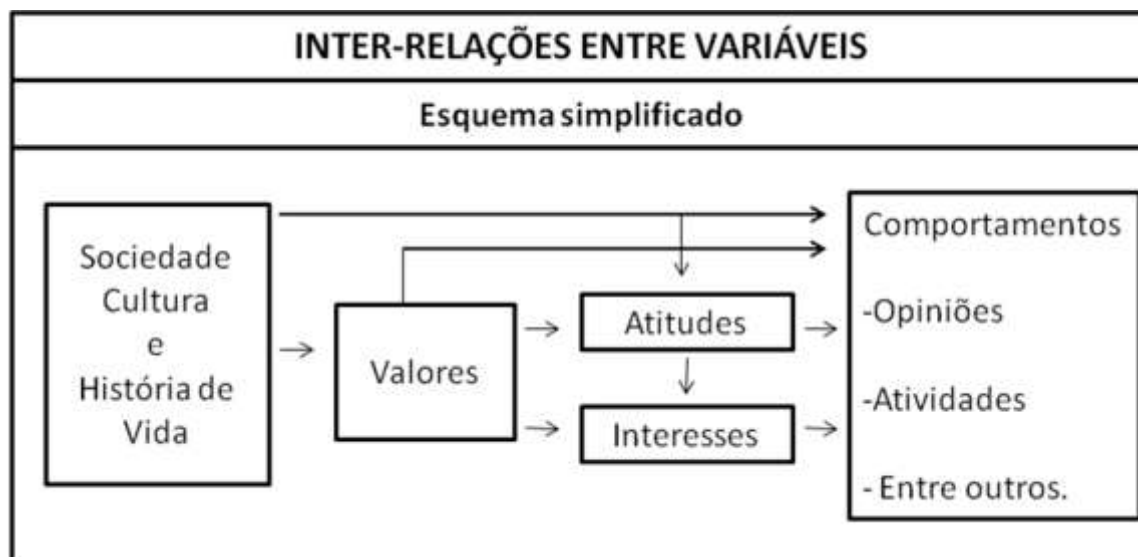 INTER-RELAÇÕES ENTRE VARIÁVEIS
Esquema simplificado
Sociedade
Cultura
e
História de
Vida
Valores
Atitudes
Interesses
Comportamentos
-Opiniões
-Atividades
- Entre outros.